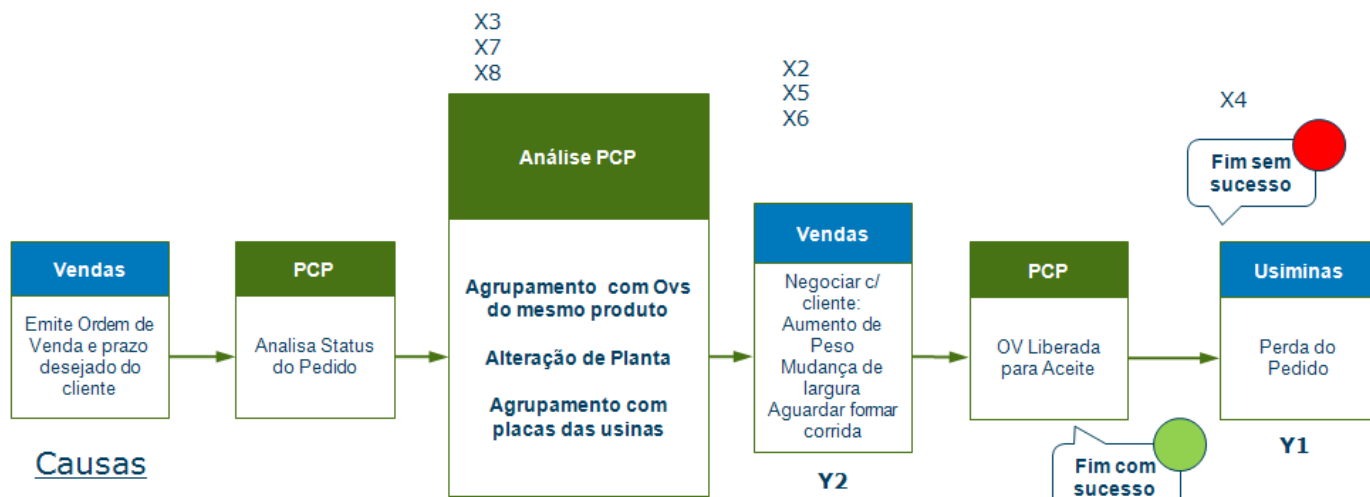 X3
X7
X8
X2
X5
X6
X4
Análise PCP
Fim sem
sucesso
Vendas
Vendas
PCP
PCP
Usiminas
Emite Ordem de
Venda e prazo
desejado do
cliente
Analisa Status
do Pedido
Agrupamento com Ovs
do mesmo produto
Alteração de Planta
Agrupamento com
placas das usinas
Negociar c/
cliente:
Aumento de
Peso
Mudança de
largura
Aguardar formar
corrida
OV Liberada
para Aceite
Perda do
Pedido
Causas
Y2
Fim com
sucesso
Y1